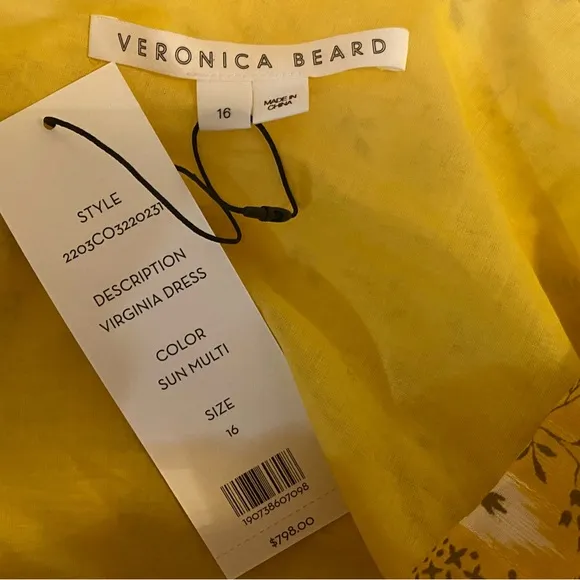 VERONICA BEARD
16
MADE IN
CHINA
STYLE
2203CO3220231
DESCRIPTION
VIRGINIA DRESS
COLOR
SUN MULTI
SIZE
16
190738607098
$798.00